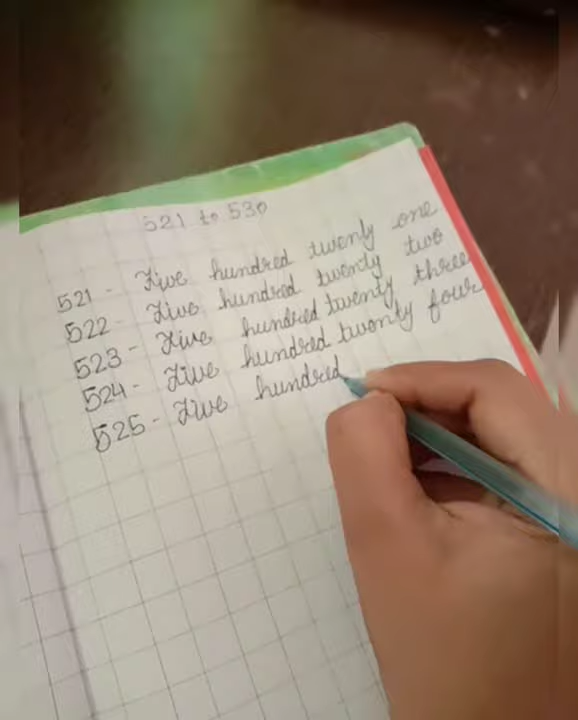 521 to 530
521 - Five hundred twenty one
522 - Five hundred twenty two
523 - Five hundred twenty three
524 - Five hundred twonty four
525 - Five hundred